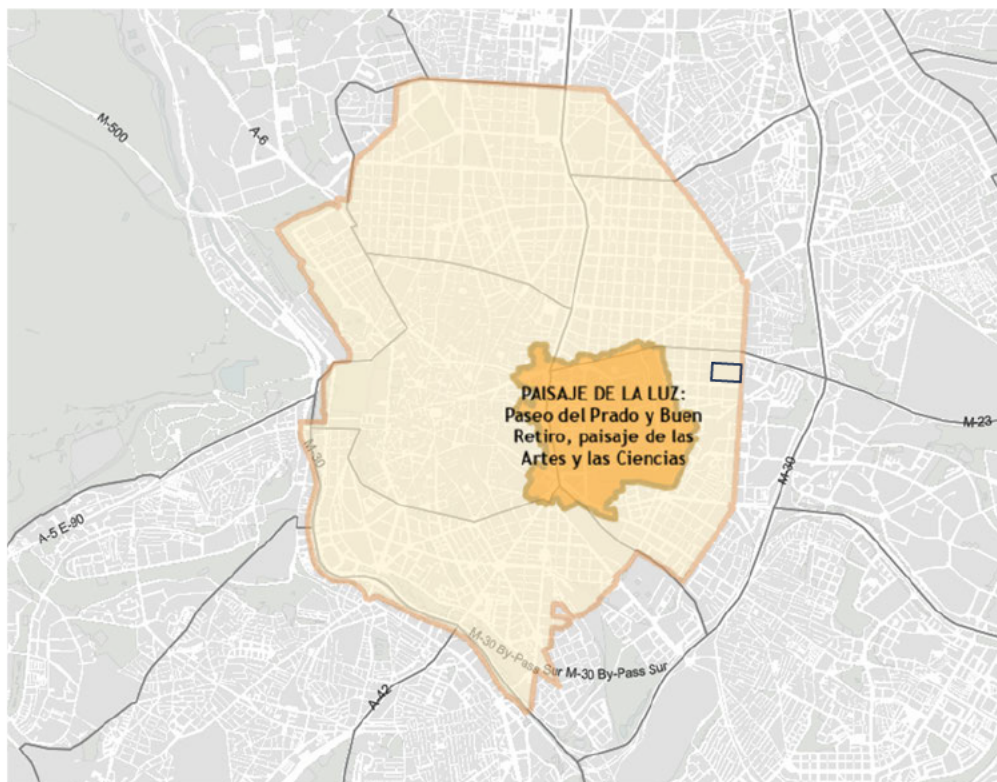 M-500
A-6
PAISAJE DE LA LUZ:
Paseo del Prado y Buen
Retiro, paisaje de las
Artes y las Ciencias
M-23
M-30
M-30
A-5 E-90
M-30 By-Pass Sur M-30 By-Pass Sur
A-42